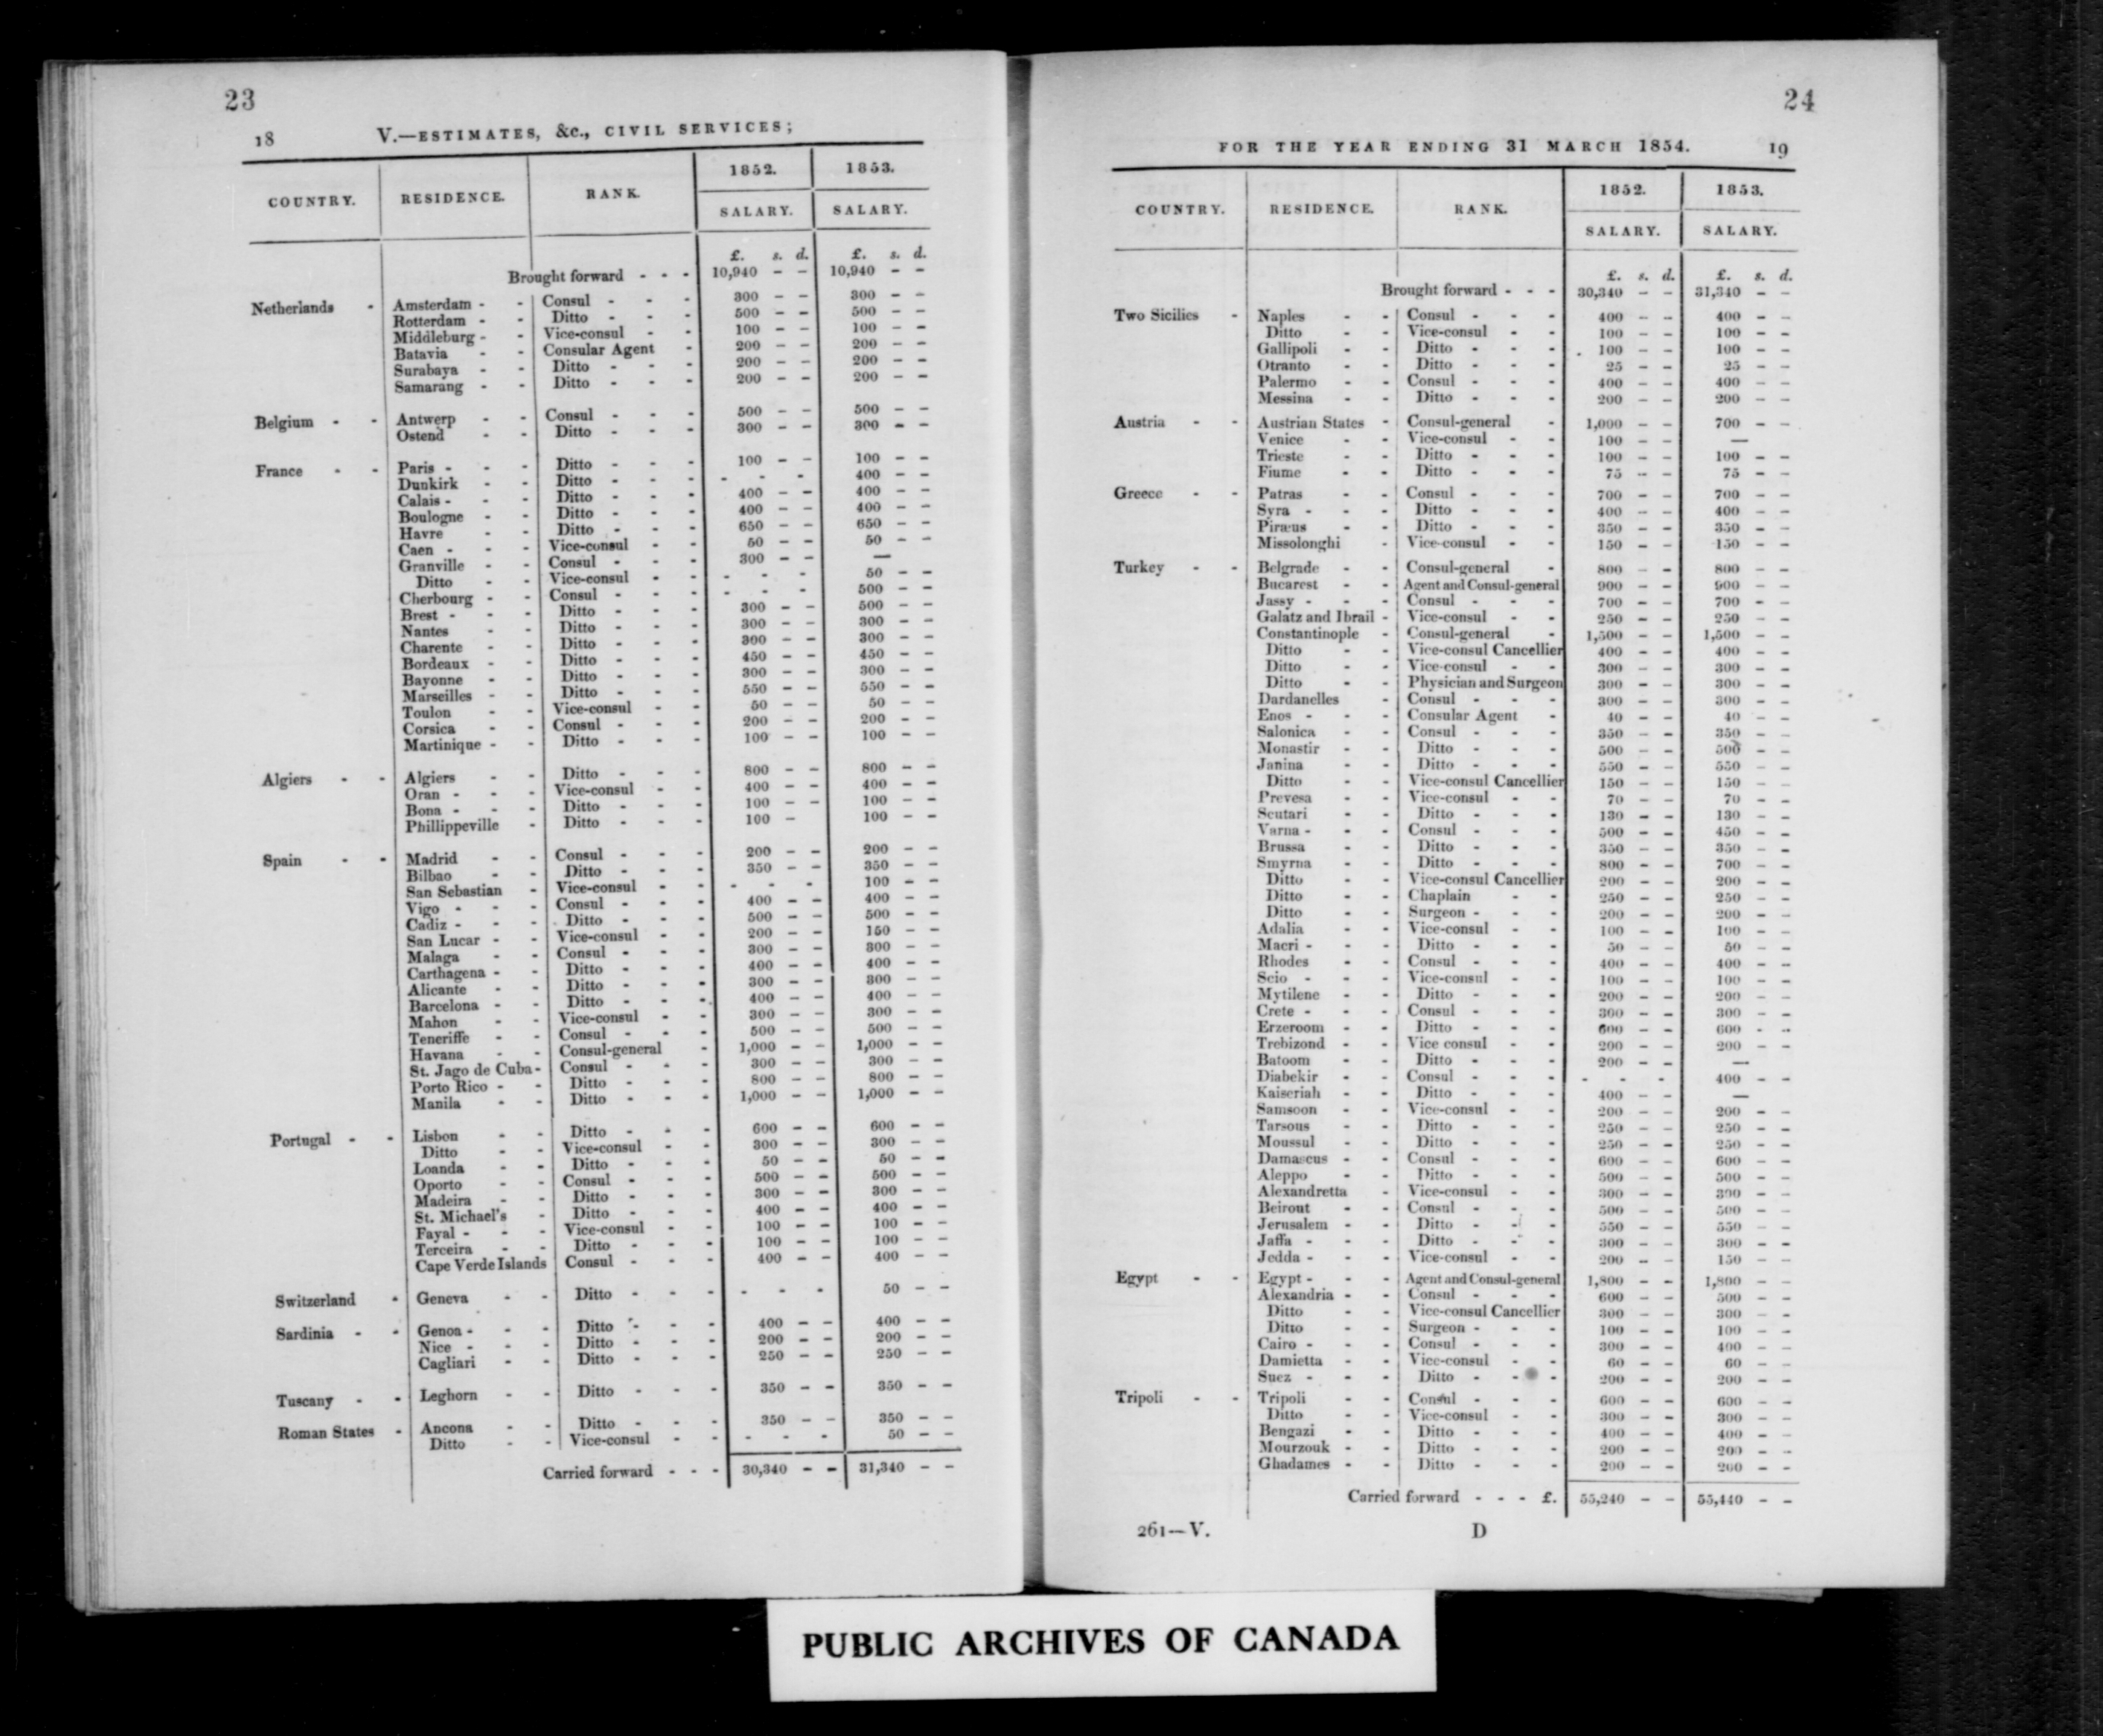 23
18 V.—ESTIMATES, &c., CIVIL SERVICES;
COUNTRY. RESIDENCE. RANK. 1852. 1853.
SALARY. SALARY.
£. s. d. £. s. d.
Brought forward - - - 10,940 - - 10,940 - -
Netherlands - Amsterdam - - Consul - - - 300 - - 300 - -
Rotterdam - - Ditto - - - 500 - - 500 - -
Middleburg - - Vice-consul - - 100 - - 100 - -
Batavia - - Consular Agent - 200 - - 200 - -
Surabaya - - Ditto - - - 200 - - 200 - -
Samarang - - Ditto - - - 200 - - 200 - -
Belgium - - Antwerp - - Consul - - - 500 - - 500 - -
Ostend - - Ditto - - - 300 - - 300 - -
France - - Paris - - - Ditto - - - 100 - - 100 - -
Dunkirk - - Ditto - - - - - - 400 - -
Calais - - - Ditto - - - 400 - - 400 - -
Boulogne - - Ditto - - - 400 - - 400 - -
Havre - - Ditto - - - 650 - - 650 - -
Caen - - - Vice-consul - - 50 - - 50 - -
Granville - - Consul - - - 300 - - —
Ditto - - Vice-consul - - - - - 50 - -
Cherbourg - - Consul - - - - - - 500 - -
Brest - - - Ditto - - - 300 - - 500 - -
Nantes - - Ditto - - - 300 - - 300 - -
Charente - - Ditto - - - 300 - - 300 - -
Bordeaux - - Ditto - - - 450 - - 450 - -
Bayonne - - Ditto - - - 300 - - 300 - -
Marseilles - - Ditto - - - 550 - - 550 - -
Toulon - - Vice-consul - - 50 - - 50 - -
Corsica - - Consul - - - 200 - - 200 - -
Martinique - - Ditto - - - 100 - - 100 - -
Algiers - - Algiers - - Ditto - - - 800 - - 800 - -
Oran - - - Vice-consul - - 400 - - 400 - -
Bona - - - Ditto - - - 100 - - 100 - -
Phillippeville - Ditto - - - 100 - 100 - -
Spain - - Madrid - - Consul - - - 200 - - 200 - -
Bilbao - - Ditto - - - 350 - - 350 - -
San Sebastian - Vice-consul - - - - - 100 - -
Vigo - - - Consul - - - 400 - - 400 - -
Cadiz - - - Ditto - - - 500 - - 500 - -
San Lucar - - Vice-consul - - 200 - - 150 - -
Malaga - - Consul - - - 300 - - 300 - -
Carthagena - - Ditto - - - 400 - - 400 - -
Alicante - - Ditto - - - 300 - - 300 - -
Barcelona - - Ditto - - - 400 - - 400 - -
Mahon - - Vice-consul - - 300 - - 300 - -
Teneriffe - - Consul - - - 500 - - 500 - -
Havana - - Consul-general - 1,000 - - 1,000 - -
St. Jago de Cuba - Consul - - - 300 - - 300 - -
Porto Rico - - Ditto - - - 800 - - 800 - -
Manila - - Ditto - - - 1,000 - - 1,000 - -
Portugal - - Lisbon - - Ditto - - - 600 - - 600 - -
Ditto - - Vice-consul - - 300 - - 300 - -
Loanda - - Ditto - - - 50 - - 50 - -
Oporto - - Consul - - - 500 - - 500 - -
Madeira - - Ditto - - - 300 - - 300 - -
St. Michael's - Ditto - - - 400 - - 400 - -
Fayal - - - Vice-consul - - 100 - - 100 - -
Terceira - - Ditto - - - 100 - - 100 - -
Cape Verde Islands Consul - - - 400 - - 400 - -
Switzerland - Geneva - - Ditto - - - - - - 50 - -
Sardinia - - Genoa - - - Ditto - - - 400 - - 400 - -
Nice - - - Ditto - - - 200 - - 200 - -
Cagliari - - Ditto - - - 250 - - 250 - -
Tuscany - - Leghorn - - Ditto - - - 350 - - 350 - -
Roman States - Ancona - - Ditto - - - 350 - - 350 - -
Ditto - - Vice-consul - - - - - 50 - -
Carried forward - - - 30,340 - - 31,340 - -
24
FOR THE YEAR ENDING 31 MARCH 1854. 19
COUNTRY. RESIDENCE. RANK. 1852. 1853.
SALARY. SALARY.
£. s. d. £. s. d.
Brought forward - - - 30,340 - - 31,340 - -
Two Sicilies - Naples - - Consul - - - 400 - - 400 - -
Ditto - - Vice-consul - - 100 - - 100 - -
Gallipoli - - Ditto - - - 100 - - 100 - -
Otranto - - Ditto - - - 25 - - 25 - -
Palermo - - Consul - - - 400 - - 400 - -
Messina - - Ditto - - - 200 - - 200 - -
Austria - - Austrian States - Consul-general - 1,000 - - 700 - -
Venice - - Vice-consul - - 100 - - —
Trieste - - Ditto - - - 100 - - 100 - -
Fiume - - Ditto - - - 75 - - 75 - -
Greece - - Patras - - Consul - - - 700 - - 700 - -
Syra - - - Ditto - - - 400 - - 400 - -
Piræus - - Ditto - - - 350 - - 350 - -
Missolonghi - Vice-consul - - 150 - - 150 - -
Turkey - - Belgrade - - Consul-general - 800 - - 800 - -
Bucarest - - Agent and Consul-general 900 - - 900 - -
Jassy - - - Consul - - - 700 - - 700 - -
Galatz and Ibrail - Vice-consul - - 250 - - 250 - -
Constantinople - Consul-general - 1,500 - - 1,500 - -
Ditto - - Vice-consul Cancellier 400 - - 400 - -
Ditto - - Vice-consul - - 300 - - 300 - -
Ditto - - Physician and Surgeon 300 - - 300 - -
Dardanelles - Consul - - - 300 - - 300 - -
Enos - - - Consular Agent - 40 - - 40 - -
Salonica - - Consul - - - 350 - - 350 - -
Monastir - - Ditto - - - 500 - - 500 - -
Janina - - Ditto - - - 550 - - 550 - -
Ditto - - Vice-consul Cancellier 150 - - 150 - -
Prevesa - - Vice-consul - - 70 - - 70 - -
Scutari - - Ditto - - - 130 - - 130 - -
Varna - - - Consul - - - 500 - - 450 - -
Brussa - - Ditto - - - 350 - - 350 - -
Smyrna - - Ditto - - - 800 - - 700 - -
Ditto - - Vice-consul Cancellier 200 - - 200 - -
Ditto - - Chaplain - - 250 - - 250 - -
Ditto - - Surgeon - - - 200 - - 200 - -
Adalia - - Vice-consul - - 100 - - 100 - -
Macri - - - Ditto - - - 50 - - 50 - -
Rhodes - - Consul - - - 400 - - 400 - -
Scio - - - Vice-consul - - 100 - - 100 - -
Mytilene - - Ditto - - - 200 - - 200 - -
Crete - - - Consul - - - 300 - - 300 - -
Erzeroom - - Ditto - - - 600 - - 600 - -
Trebizond - - Vice consul - - 200 - - 200 - -
Batoom - - Ditto - - - 200 - - —
Diabekir - - Consul - - - - - - 400 - -
Kaiseriah - - Ditto - - - 400 - - —
Samsoon - - Vice-consul - - 200 - - 200 - -
Tarsous - - Ditto - - - 250 - - 250 - -
Moussul - - Ditto - - - 250 - - 250 - -
Damascus - - Consul - - - 600 - - 600 - -
Aleppo - - Ditto - - - 500 - - 500 - -
Alexandretta - Vice-consul - - 300 - - 300 - -
Beirout - - Consul - - - 500 - - 500 - -
Jerusalem - - Ditto - - - 550 - - 550 - -
Jaffa - - - Ditto - - - 300 - - 300 - -
Jedda - - - Vice-consul - - 200 - - 150 - -
Egypt - - Egypt - - - Agent and Consul-general 1,800 - - 1,800 - -
Alexandria - - Consul - - - 600 - - 500 - -
Ditto - - Vice-consul Cancellier 300 - - 300 - -
Ditto - - Surgeon - - - 100 - - 100 - -
Cairo - - - Consul - - - 300 - - 400 - -
Damietta - - Vice-consul - - 60 - - 60 - -
Suez - - - Ditto - - - 200 - - 200 - -
Tripoli - - Tripoli - - Consul - - - 600 - - 600 - -
Ditto - - Vice-consul - - 300 - - 300 - -
Bengazi - - Ditto - - - 400 - - 400 - -
Mourzouk - - Ditto - - - 200 - - 200 - -
Ghadames - - Ditto - - - 200 - - 200 - -
Carried forward - - - £. 55,240 - - 55,440 - -
261—V. D
PUBLIC ARCHIVES OF CANADA